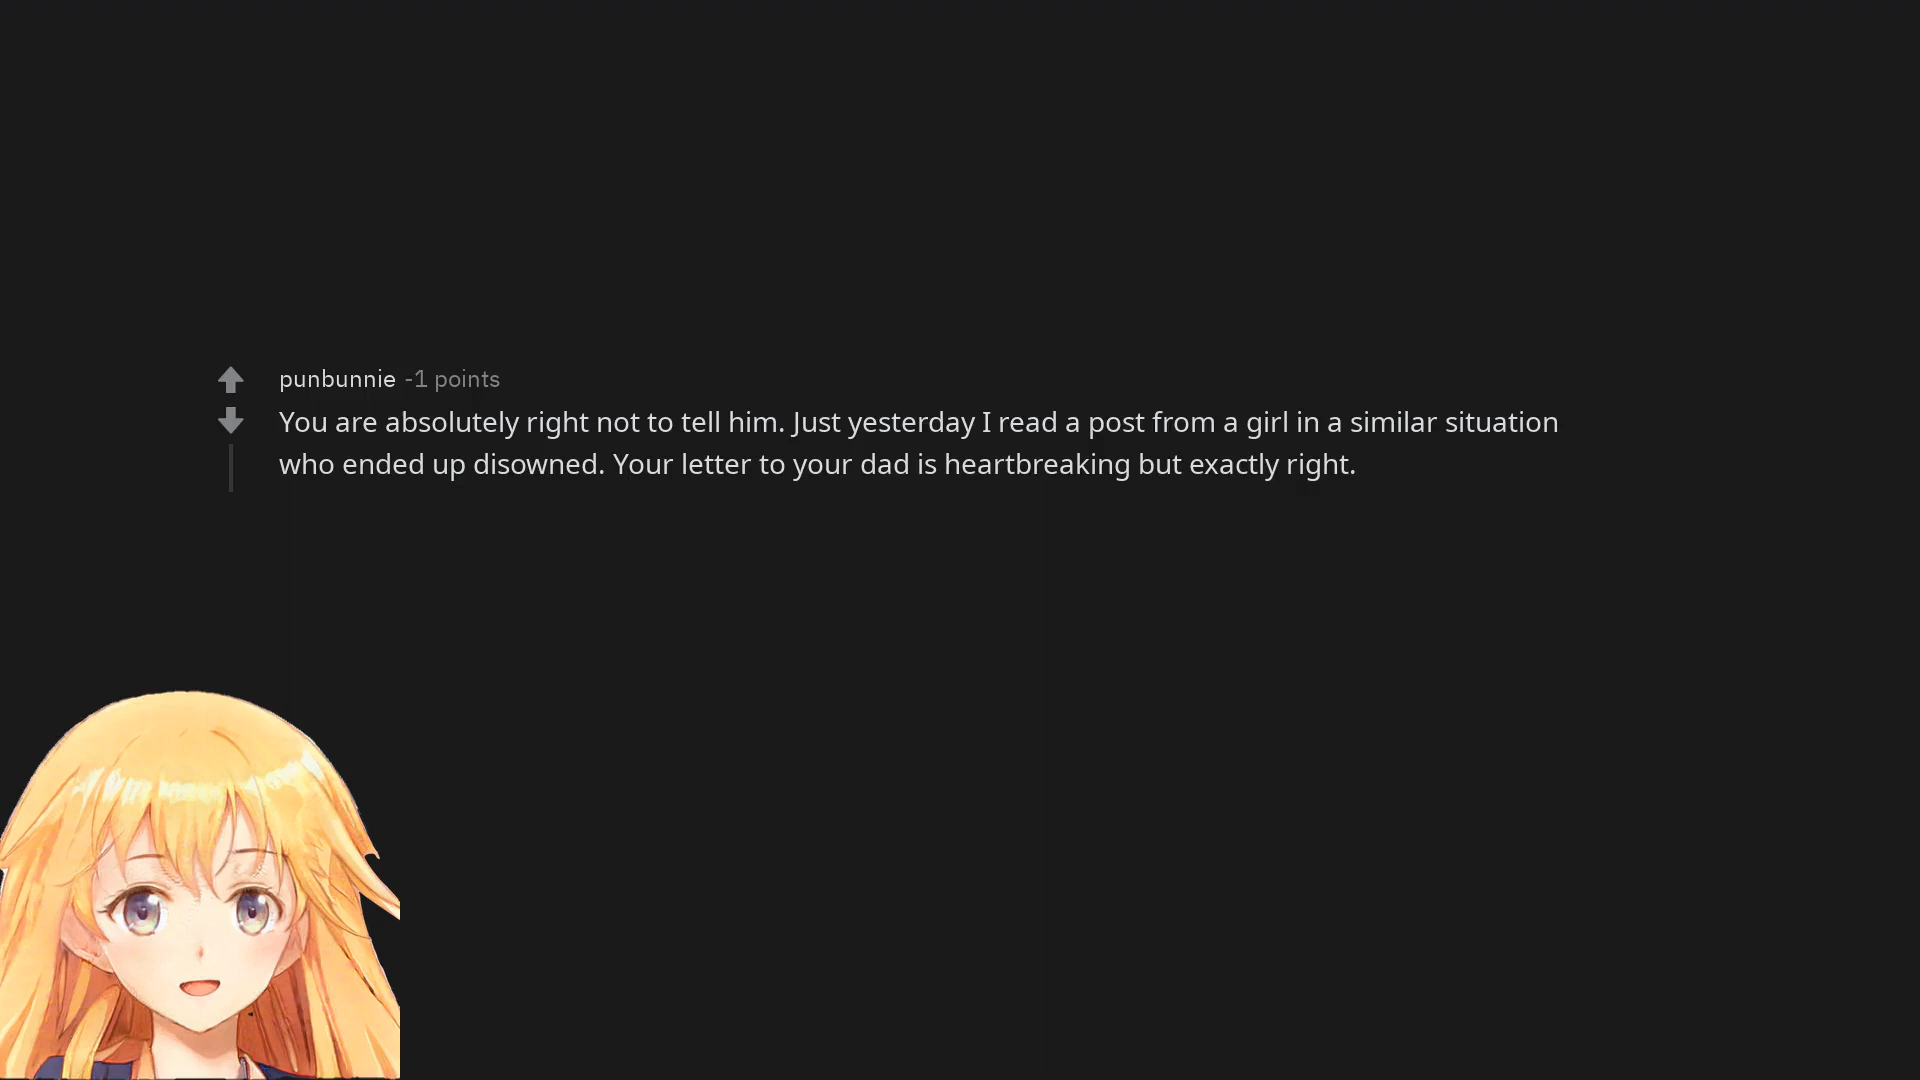 punbunnie -1 points
You are absolutely right not to tell him. Just yesterday I read a post from a girl in a similar situation
who ended up disowned. Your letter to your dad is heartbreaking but exactly right.